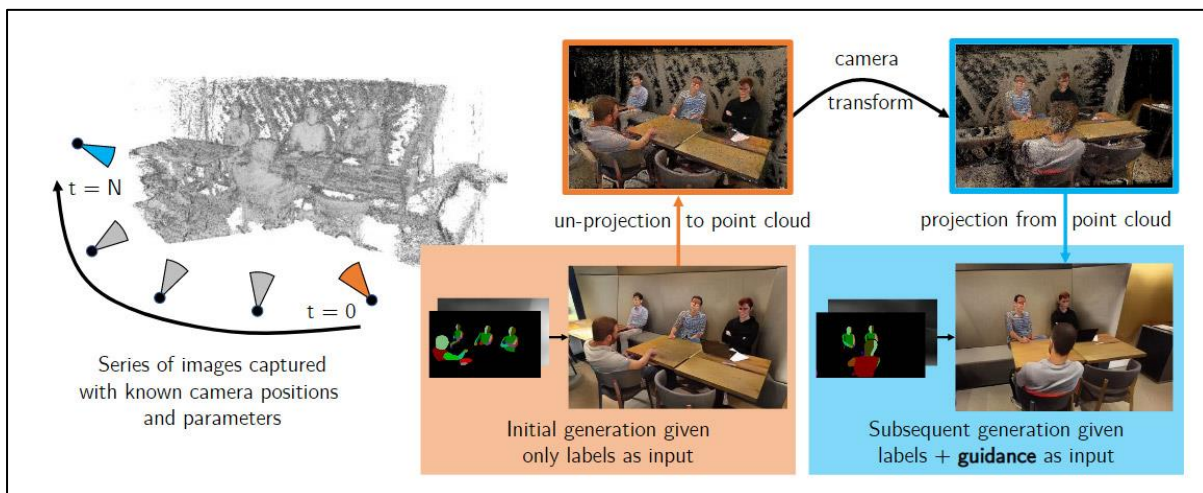 t = N
t = 0
Series of images captured
with known camera positions
and parameters
camera
transform
un-projection to point cloud
projection from point cloud
Initial generation given
only labels as input
Subsequent generation given
labels + guidance as input